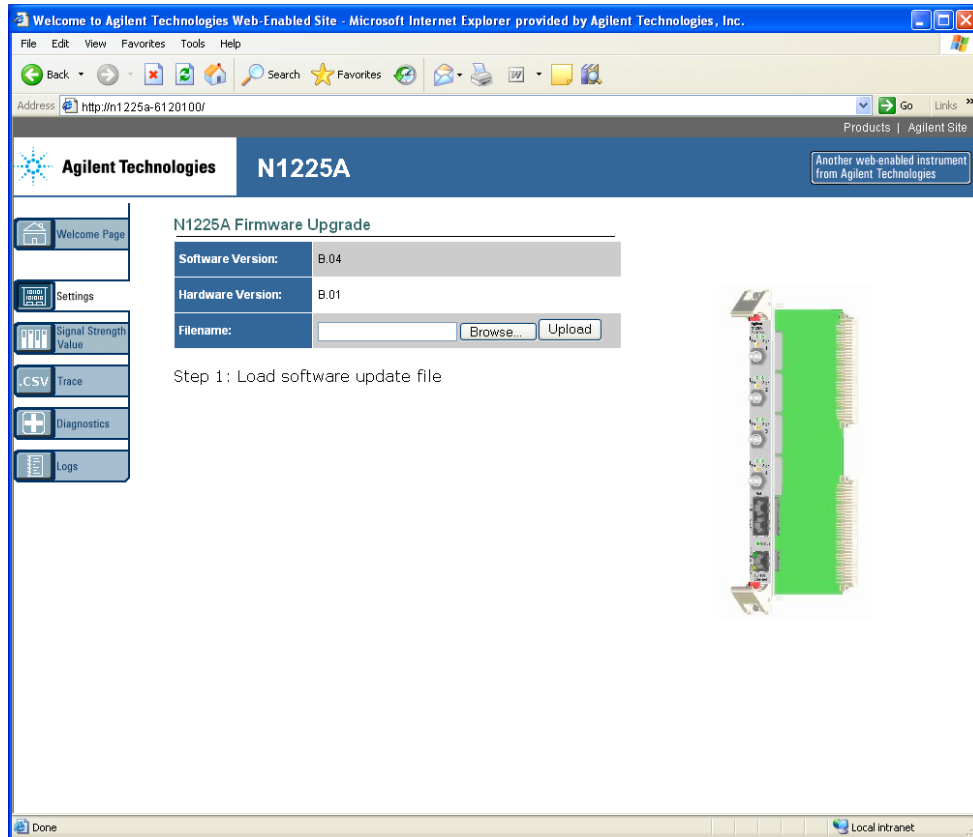 Welcome to Agilent Technologies Web-Enabled Site - Microsoft Internet Explorer provided by Agilent Technologies, Inc.
File Edit View Favorites Tools Help
Back Search Favorites
Address http://n1225a-6120100/ Go Links »
Products | Agilent Site
Agilent Technologies N1225A
Another web-enabled instrument
from Agilent Technologies
Welcome Page
Settings
Signal Strength
Value
.CSV Trace
Diagnostics
Logs
N1225A Firmware Upgrade
Software Version: B.04
Hardware Version: B.01
Filename: Browse... Upload
Step 1: Load software update file
Done Local intranet